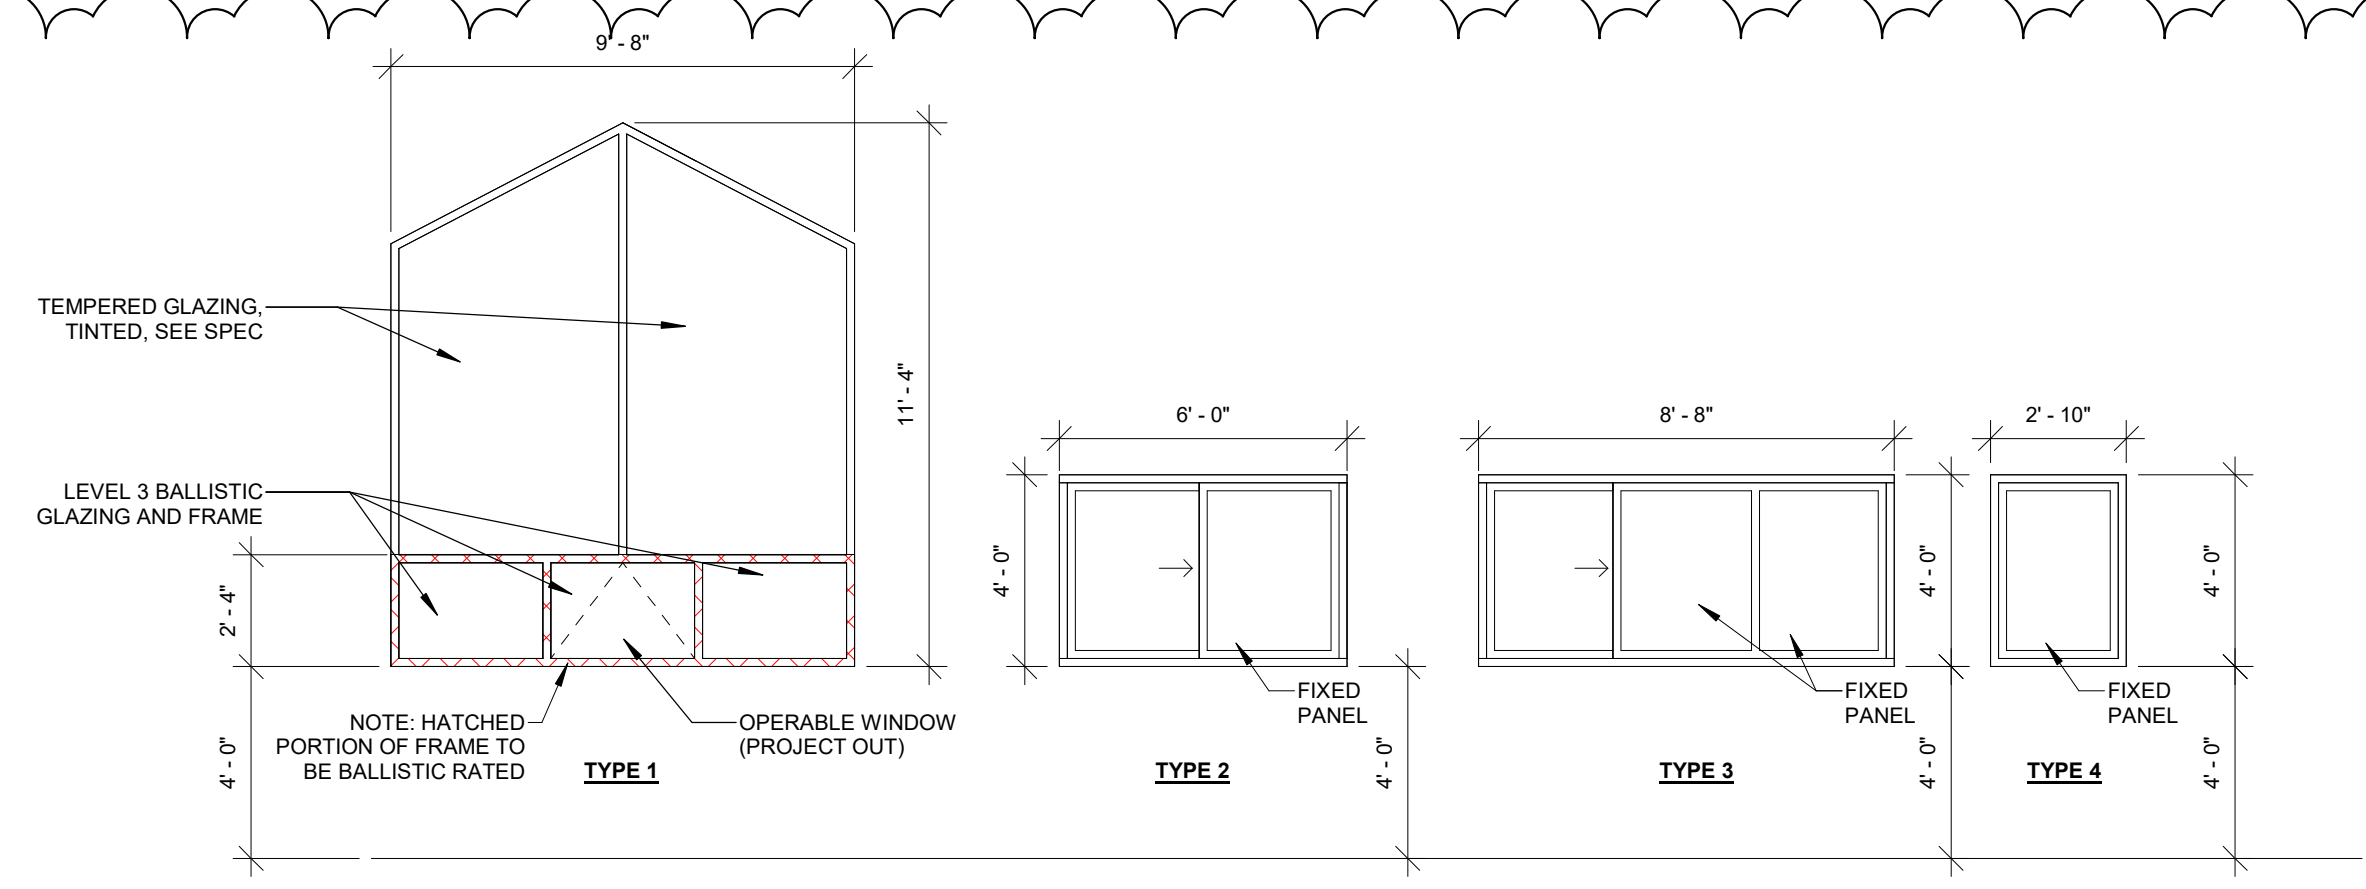 9' - 8"
TEMPERED GLAZING,
TINTED, SEE SPEC
11' - 4"
LEVEL 3 BALLISTIC
GLAZING AND FRAME
2' - 4"
4' - 0"
NOTE: HATCHED
PORTION OF FRAME TO
BE BALLISTIC RATED
OPERABLE WINDOW
(PROJECT OUT)
TYPE 1
6' - 0"
4' - 0"
FIXED
PANEL
4' - 0"
TYPE 2
8' - 8"
4' - 0"
FIXED
PANEL
4' - 0"
TYPE 3
2' - 10"
4' - 0"
FIXED
PANEL
4' - 0"
TYPE 4